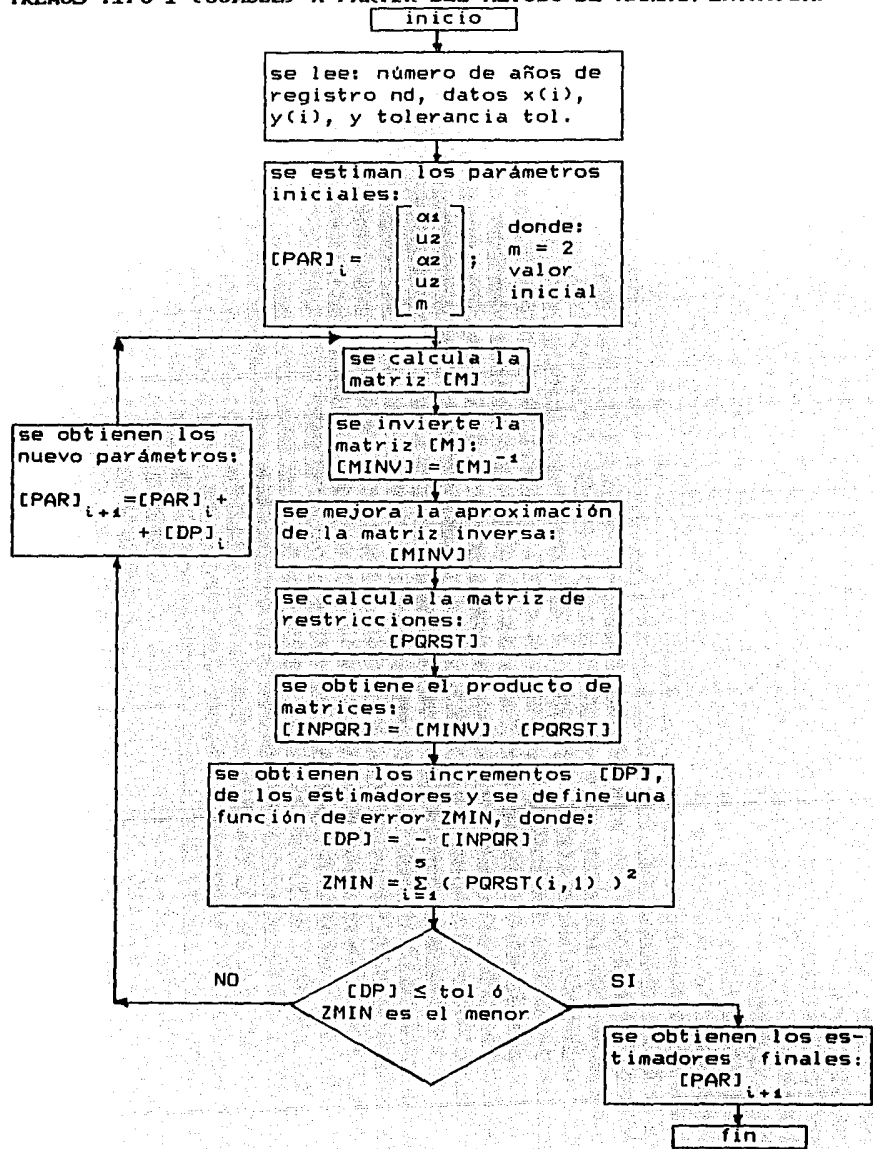 inicio
se lee: número de años de
registro nd, datos x(i),
y(i), y tolerancia tol.
se estiman los parámetros
iniciales:
[PAR]i = [α1 u2 α2 u2 m] ;
donde:
m = 2
valor
inicial
se calcula la
matriz [M]
se invierte la
matriz [M]:
[MINV] = [M]⁻¹
se mejora la aproximación
de la matriz inversa:
[MINV]
se calcula la matriz de
restricciones:
[PQRST]
se obtiene el producto de
matrices:
[INPQR] = [MINV] [PQRST]
se obtienen los incrementos [DP],
de los estimadores y se define una
función de error ZMIN, donde:
[DP] = - [INPQR]
ZMIN = Σ ( PQRST(i,1) )²
5
i=1
[DP] ≤ tol ó
ZMIN es el menor
NO
se obtienen los
nuevo parámetros:
[PAR]i+1=[PAR]i+
+ [DP]i
SI
se obtienen los es-
timadores finales:
[PAR]i+1
fin